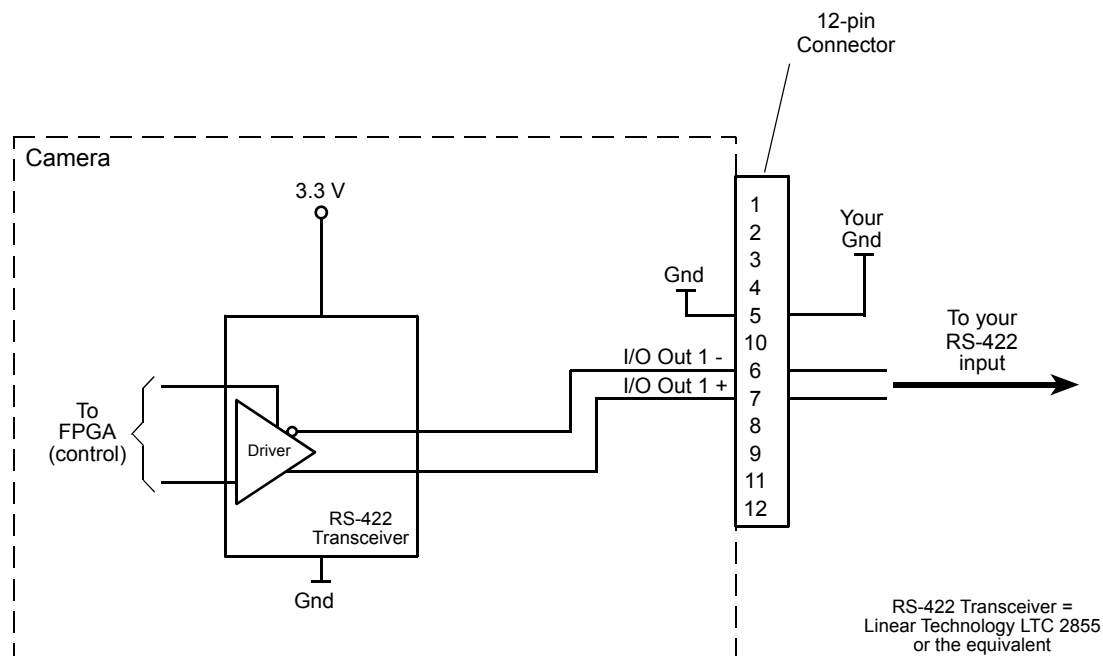 12-pin
Connector
Camera
3.3 V
1
2
3
4
5
10
6
7
8
9
11
12
Your
Gnd
Gnd
I/O Out 1 -
I/O Out 1 +
To your
RS-422
input
To
FPGA
(control)
Driver
RS-422
Transceiver
Gnd
RS-422 Transceiver =
Linear Technology LTC 2855
or the equivalent